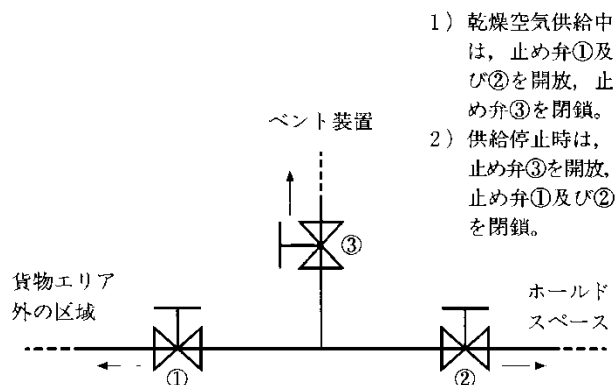 1) 乾燥空気供給中
は,止め弁①及
び②を開放,止
め弁③を閉鎖。
2) 供給停止時は,
止め弁③を開放,
止め弁①及び②
を閉鎖。
ベント装置
③
貨物エリア
外の区域
ホールド
スペース
①
②